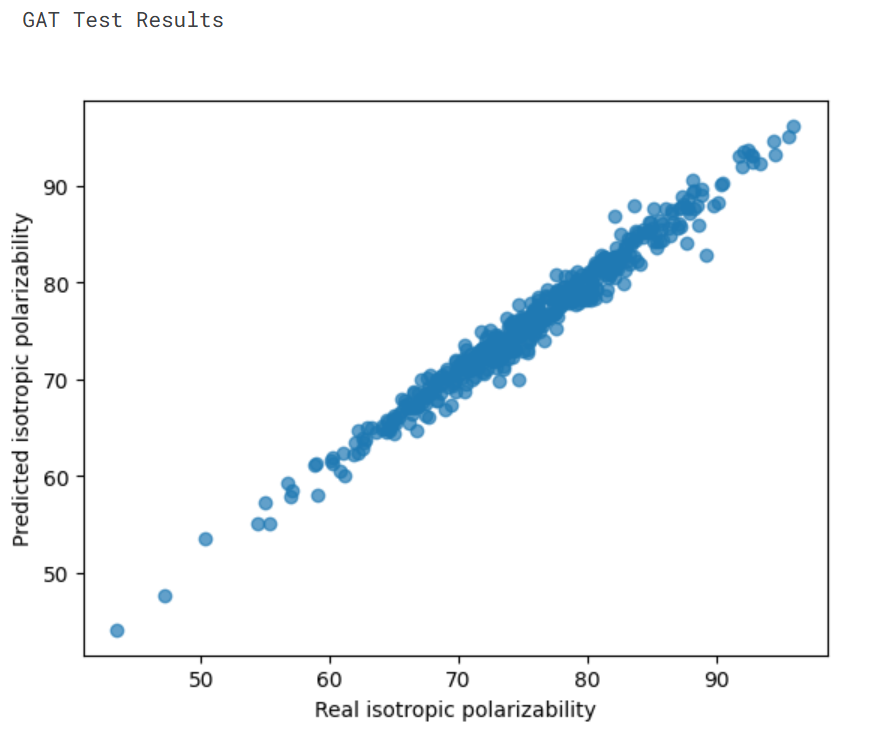 GAT Test Results
90
80
70
60
50
Predicted isotropic polarizability
50 60 70 80 90
Real isotropic polarizability